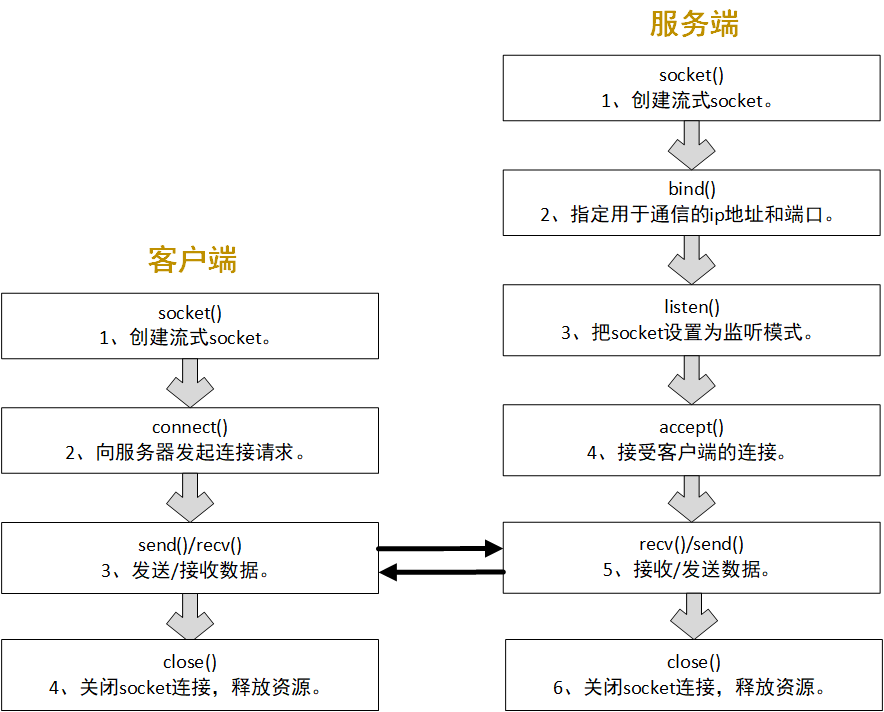 服务端
socket()
1、创建流式socket。
bind()
2、指定用于通信的ip地址和端口。
listen()
3、把socket设置为监听模式。
accept()
4、接受客户端的连接。
recv()/send()
5、接收/发送数据。
close()
6、关闭socket连接，释放资源。
客户端
socket()
1、创建流式socket。
connect()
2、向服务器发起连接请求。
send()/recv()
3、发送/接收数据。
close()
4、关闭socket连接，释放资源。